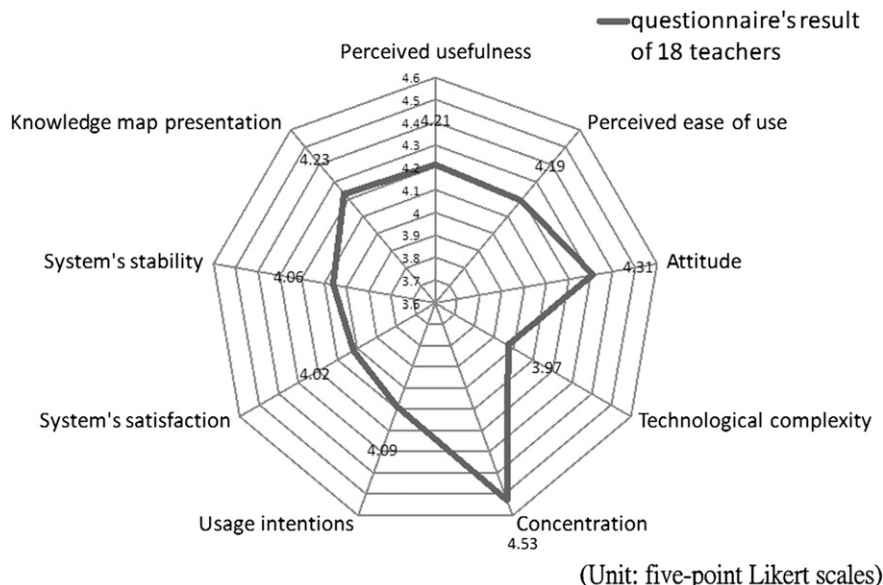 questionnaire's result
of 18 teachers
Perceived usefulness
4.6
4.5
4.4
4.21
4.3
4.2
4.1
4
3.9
3.8
3.7
3.6
Knowledge map presentation
4.23
Perceived ease of use
4.19
System's stability
4.06
Attitude
4.31
System's satisfaction
4.02
Technological complexity
3.97
Usage intentions
4.09
Concentration
4.53
(Unit: five-point Likert scales)